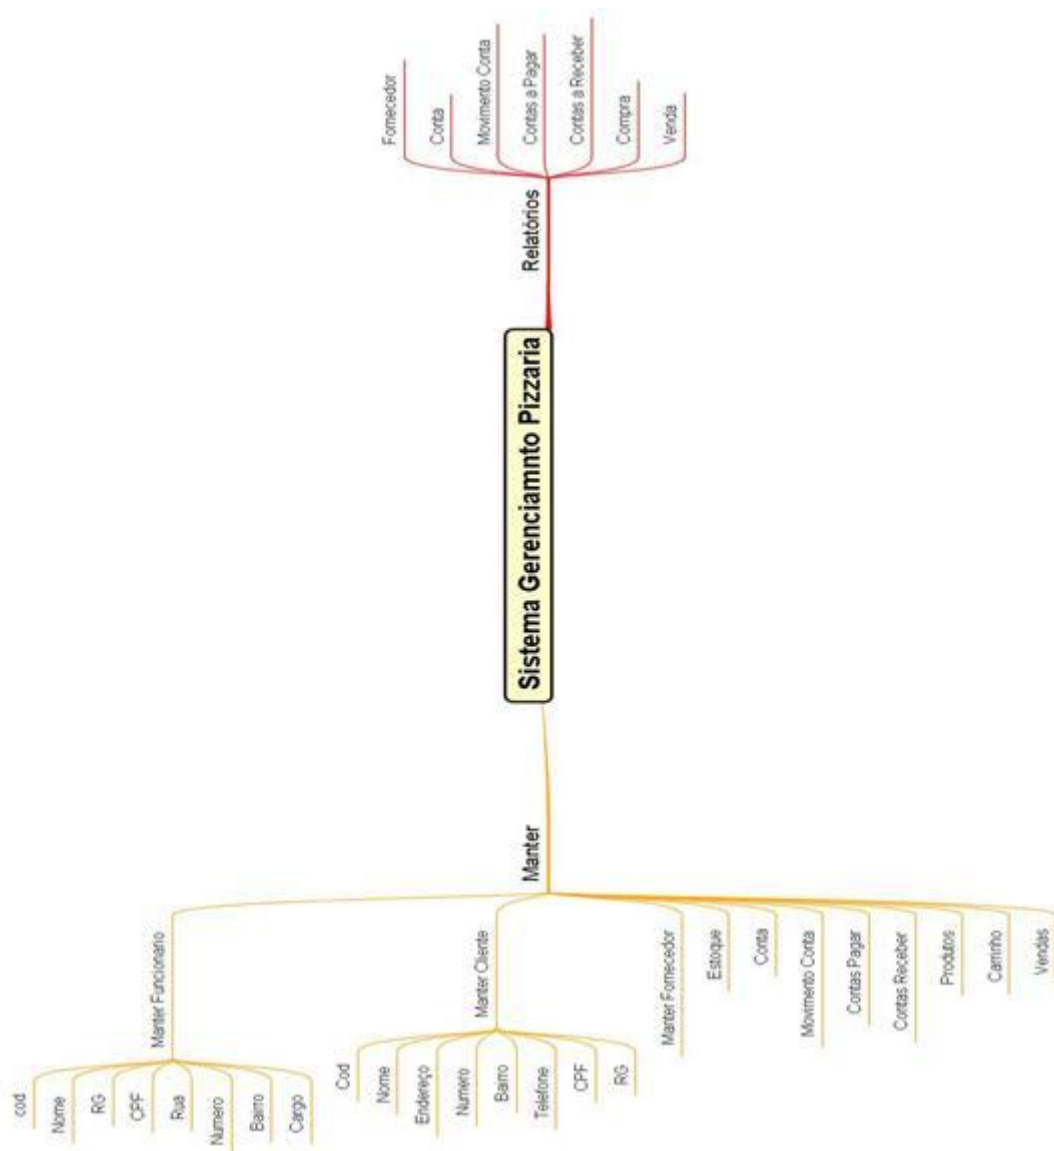 Sistema Gerenciamnto Pizzaria
Manter
Manter Funcionario
cod
Nome
RG
CPF
Rua
Numero
Bairro
Cargo
Manter Cliente
Cod
Nome
Endereço
Numero
Bairro
Telefone
CPF
RG
Manter Fornecedor
Estoque
Conta
Movimento Conta
Contas Pagar
Contas Receber
Produtos
Carrinho
Vendas
Relatórios
Fornecedor
Conta
Movimento Conta
Contas a Pagar
Contas a Receber
Compra
Venda